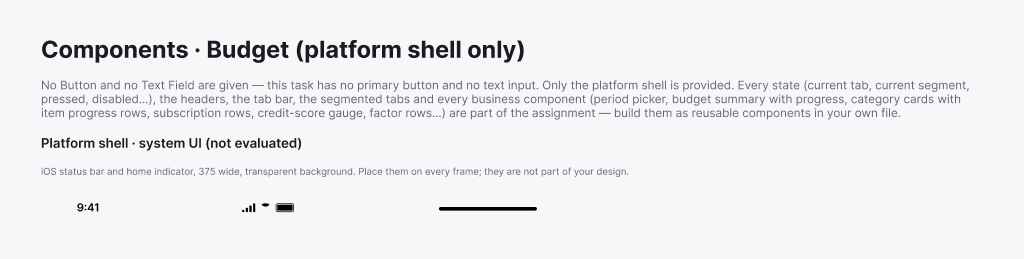 Components · Budget (platform shell only)
No Button and no Text Field are given — this task has no primary button and no text input. Only the platform shell is provided. Every state (current tab, current segment,
pressed, disabled…), the headers, the tab bar, the segmented tabs and every business component (period picker, budget summary with progress, category cards with
item progress rows, subscription rows, credit-score gauge, factor rows…) are part of the assignment — build them as reusable components in your own file.
Platform shell · system UI (not evaluated)
iOS status bar and home indicator, 375 wide, transparent background. Place them on every frame; they are not part of your design.
9:41